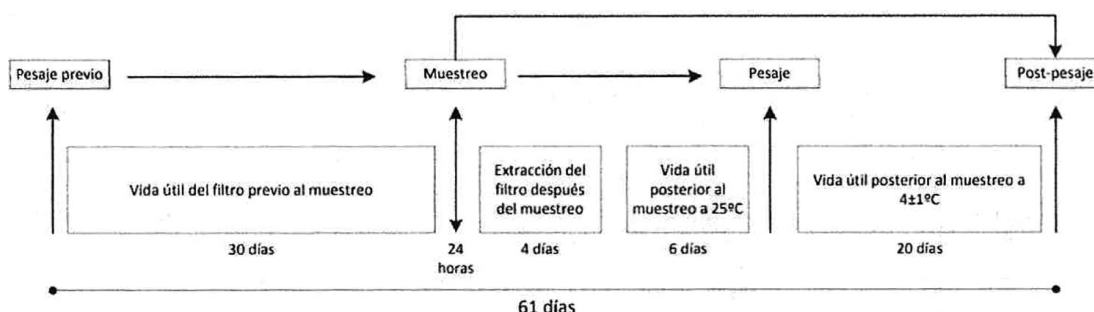 Pesaje previo
Muestreo
Pesaje
Post-pesaje
Vida útil del filtro previo al muestreo
Extracción del
filtro después
del muestreo
Vida útil
posterior al
muestreo a 25ºC
Vida útil posterior al muestreo a
4±1ºC
30 días
24
horas
4 días
6 días
20 días
61 días